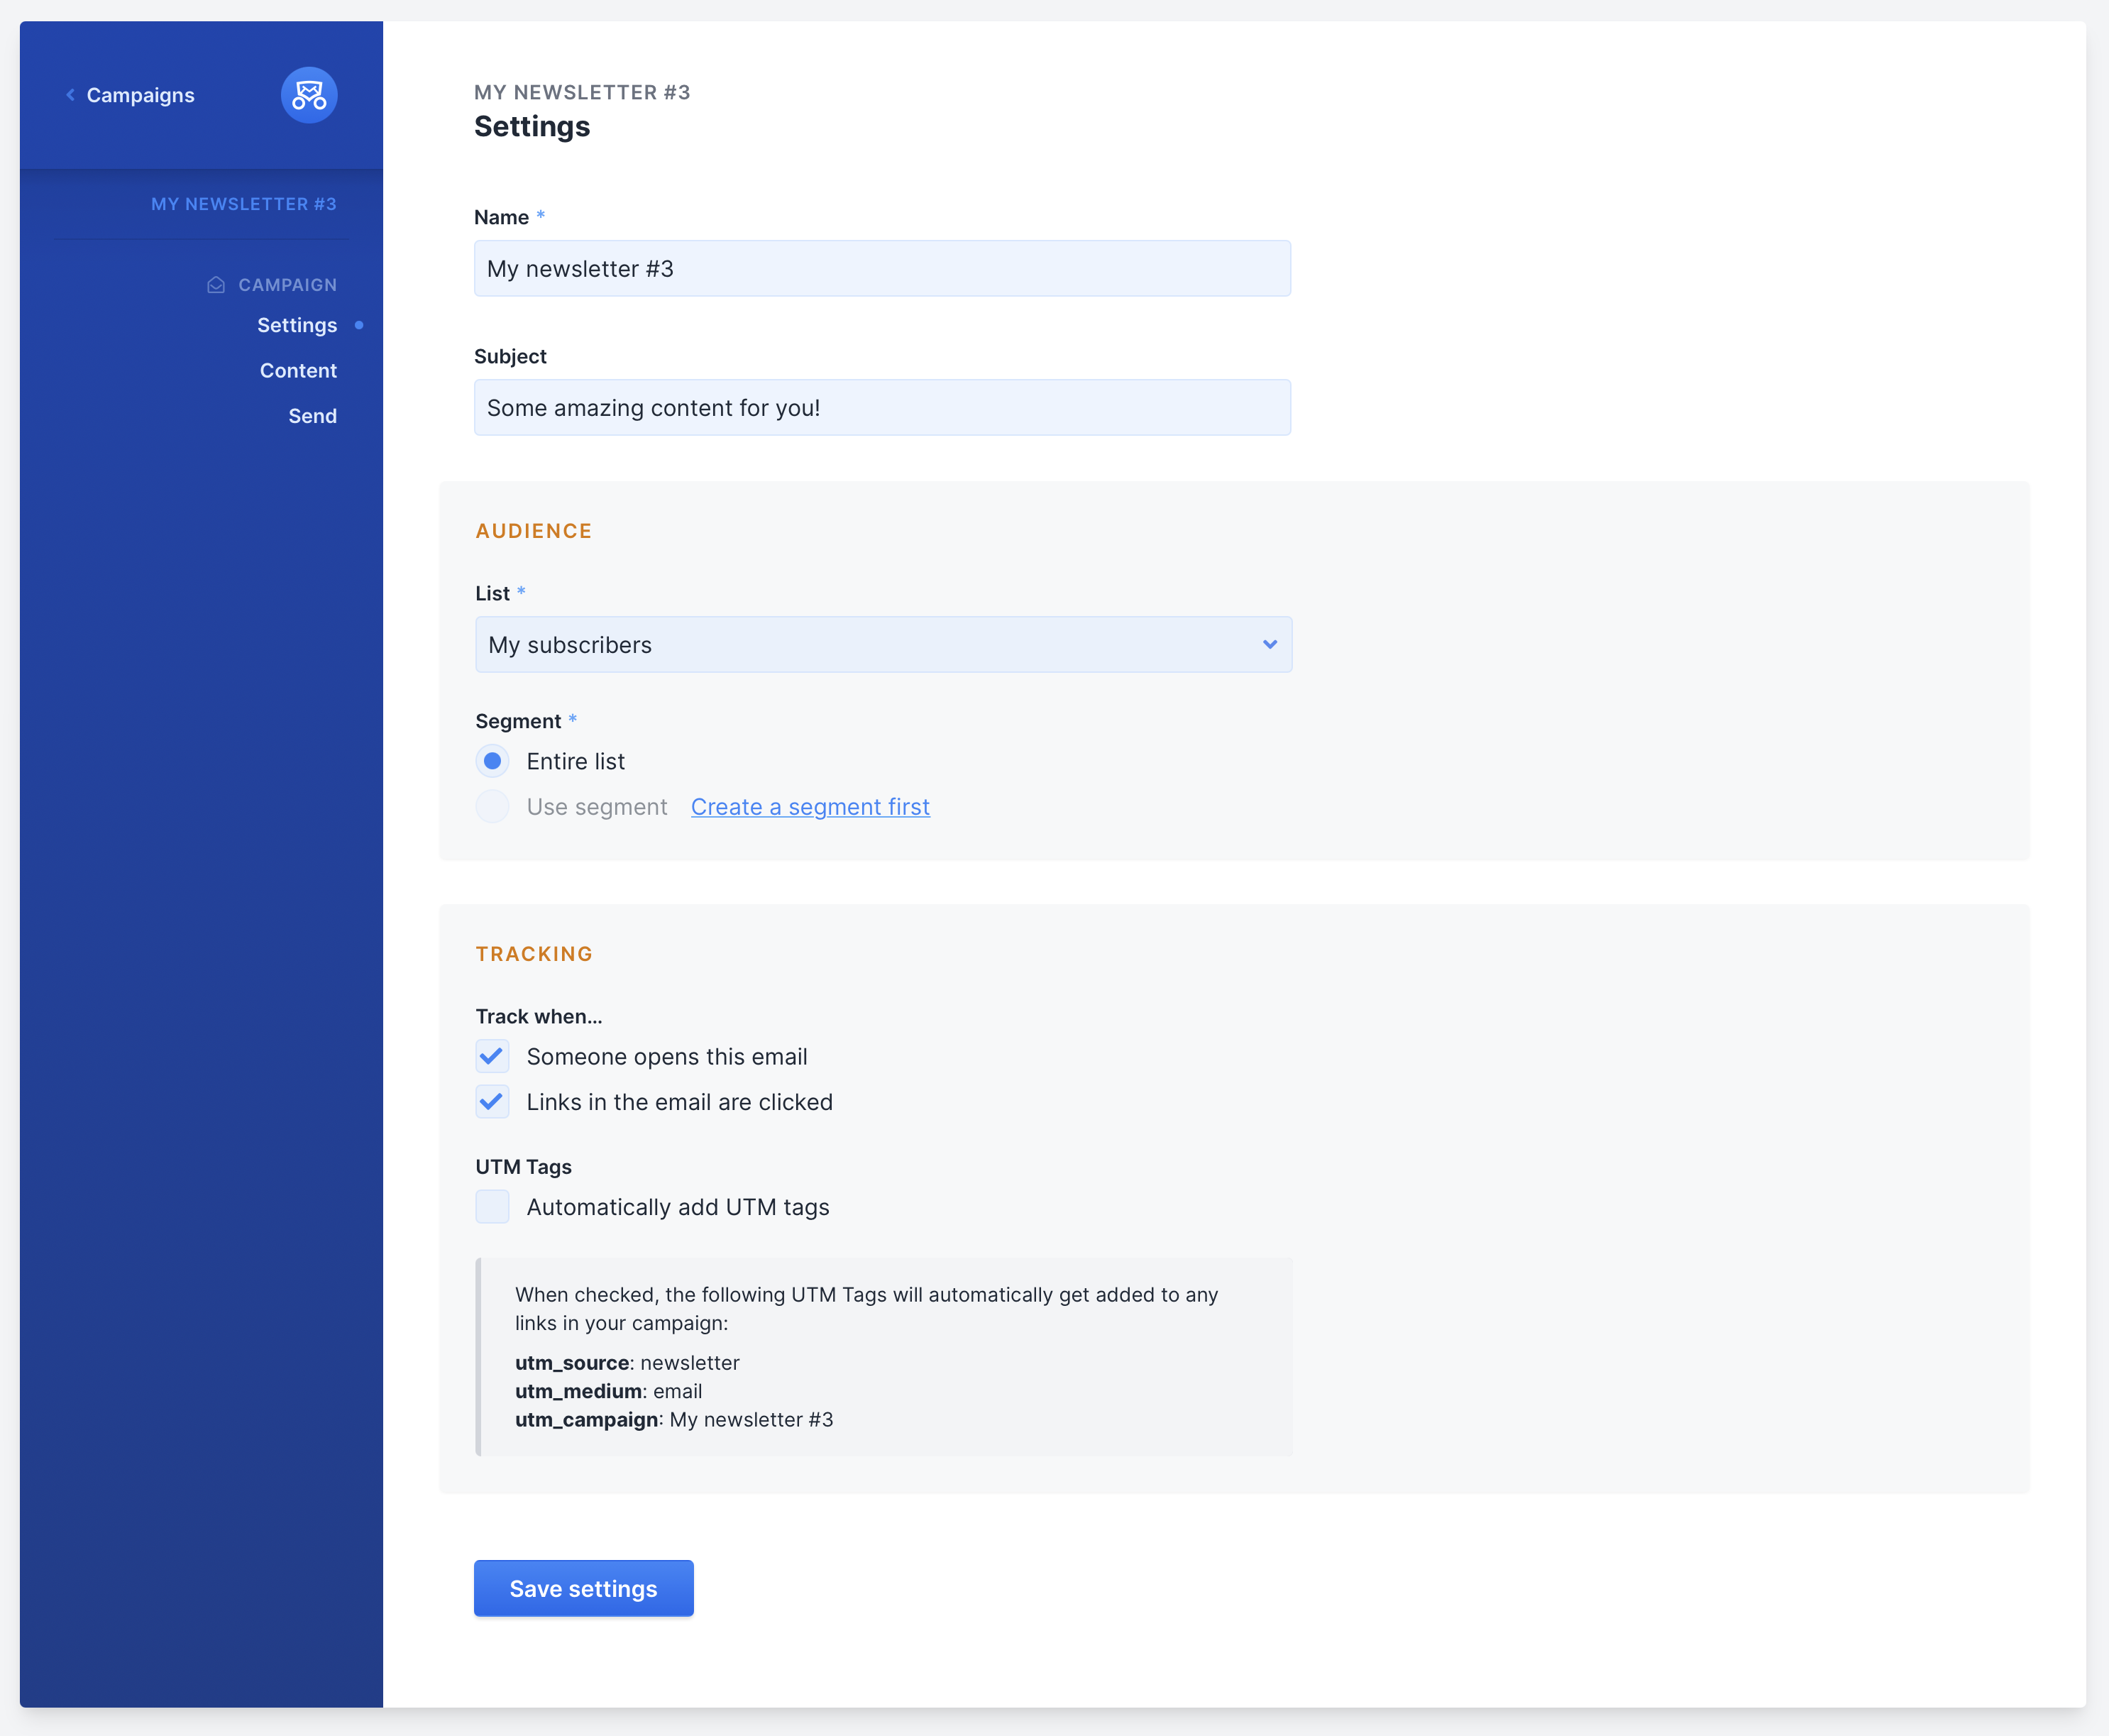 Campaigns
MY NEWSLETTER #3
CAMPAIGN
Settings
Content
Send
MY NEWSLETTER #3
Settings
Name *
My newsletter #3
Subject
Some amazing content for you!
AUDIENCE
List *
My subscribers
Segment *
Entire list
Use segment Create a segment first
TRACKING
Track when...
Someone opens this email
Links in the email are clicked
UTM Tags
Automatically add UTM tags
When checked, the following UTM Tags will automatically get added to any
links in your campaign:
utm_source: newsletter
utm_medium: email
utm_campaign: My newsletter #3
Save settings